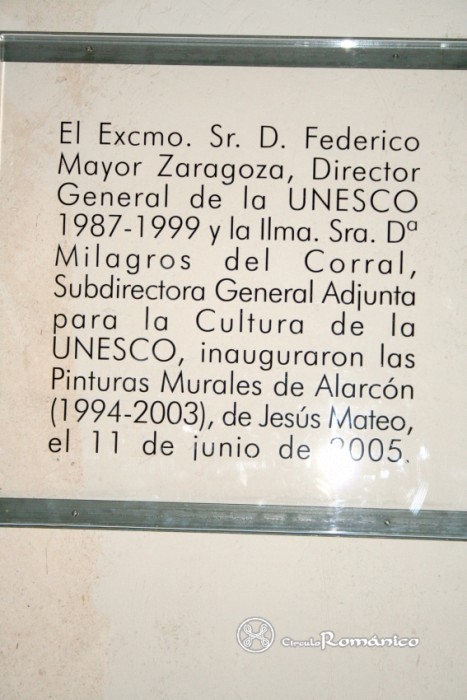 El Excmo. Sr. D. Federico
Mayor Zaragoza, Director
General de la UNESCO
1987-1999 y la Ilma. Sra. Dª
Milagros del Corral,
Subdirectora General Adjunta
para la Cultura de la
UNESCO, inauguraron las
Pinturas Murales de Alarcón
(1994-2003), de Jesús Mateo,
el 11 de junio de 2005.
Círculo Románico